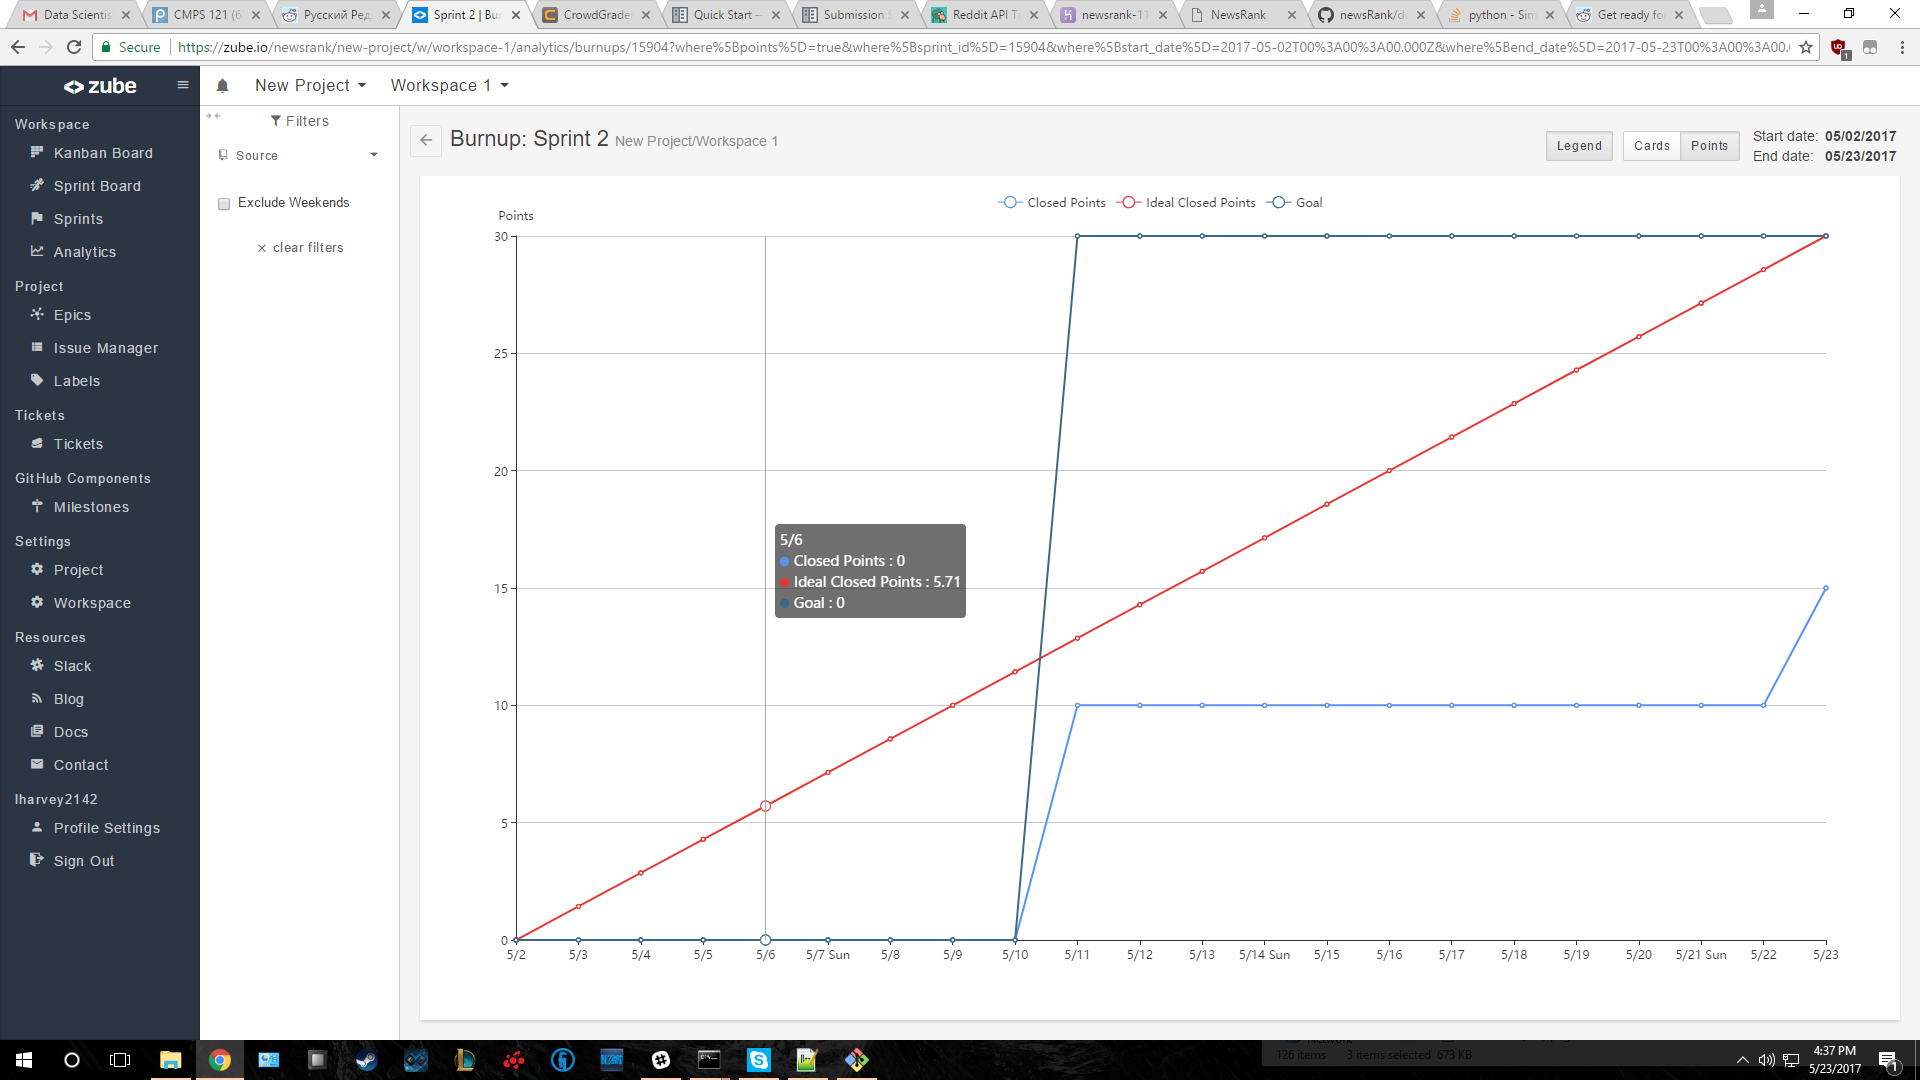 Data Scientis
CMPS 121 (6
Русский Ред
Sprint 2 | Bur
CrowdGrade
Quick Start –
Submission S
Reddit API T
newsrank-11
NewsRank
newsRank/d
python - Sim
Get ready fo
Secure
https://zube.io/newsrank/new-project/w/workspace-1/analytics/burnups/15904?where%5Bpoints%5D=true&where%5Bsprint_id%5D=15904&where%5Bstart_date%5D=2017-05-02T00%3A00%3A00.000Z&where%5Bend_date%5D=2017-05-23T00%3A00%3A00.
zube
New Project
Workspace 1
Workspace
Kanban Board
Sprint Board
Sprints
Analytics
Project
Epics
Issue Manager
Labels
Tickets
Tickets
GitHub Components
Milestones
Settings
Project
Workspace
Resources
Slack
Blog
Docs
Contact
lharvey2142
Profile Settings
Sign Out
Filters
Source
Exclude Weekends
× clear filters
Burnup: Sprint 2 New Project/Workspace 1
Legend
Cards
Points
Start date: 05/02/2017
End date: 05/23/2017
Closed Points
Ideal Closed Points
Goal
Points
30
25
20
15
10
5
0
5/6
Closed Points : 0
Ideal Closed Points : 5.71
Goal : 0
5/2
5/3
5/4
5/5
5/6
5/7 Sun
5/8
5/9
5/10
5/11
5/12
5/13
5/14 Sun
5/15
5/16
5/17
5/18
5/19
5/20
5/21 Sun
5/22
5/23
Network
126 items
3 items selected 673 KB
4:37 PM
5/23/2017
1